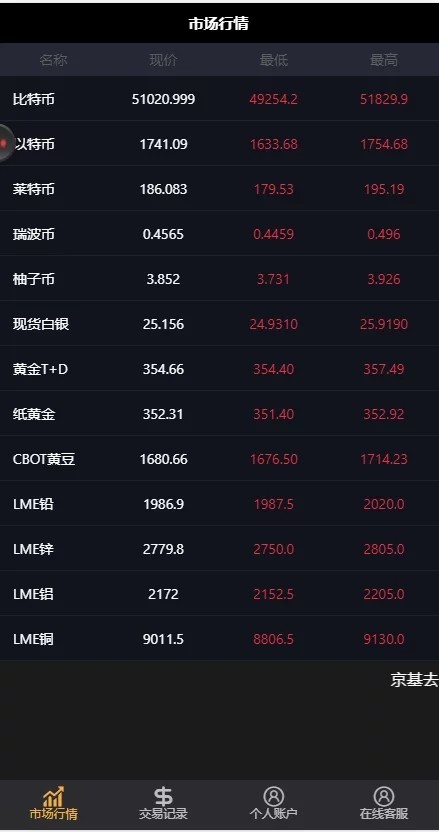 市场行情
名称 现价 最低 最高
比特币 51020.999 49254.2 51829.9
以特币 1741.09 1633.68 1754.68
莱特币 186.083 179.53 195.19
瑞波币 0.4565 0.4459 0.496
柚子币 3.852 3.731 3.926
现货白银 25.156 24.9310 25.9190
黄金T+D 354.66 354.40 357.49
纸黄金 352.31 351.40 352.92
CBOT黄豆 1680.66 1676.50 1714.23
LME铅 1986.9 1987.5 2020.0
LME锌 2779.8 2750.0 2805.0
LME铝 2172 2152.5 2205.0
LME铜 9011.5 8806.5 9130.0
京基去
市场行情 交易记录 个人账户 在线客服